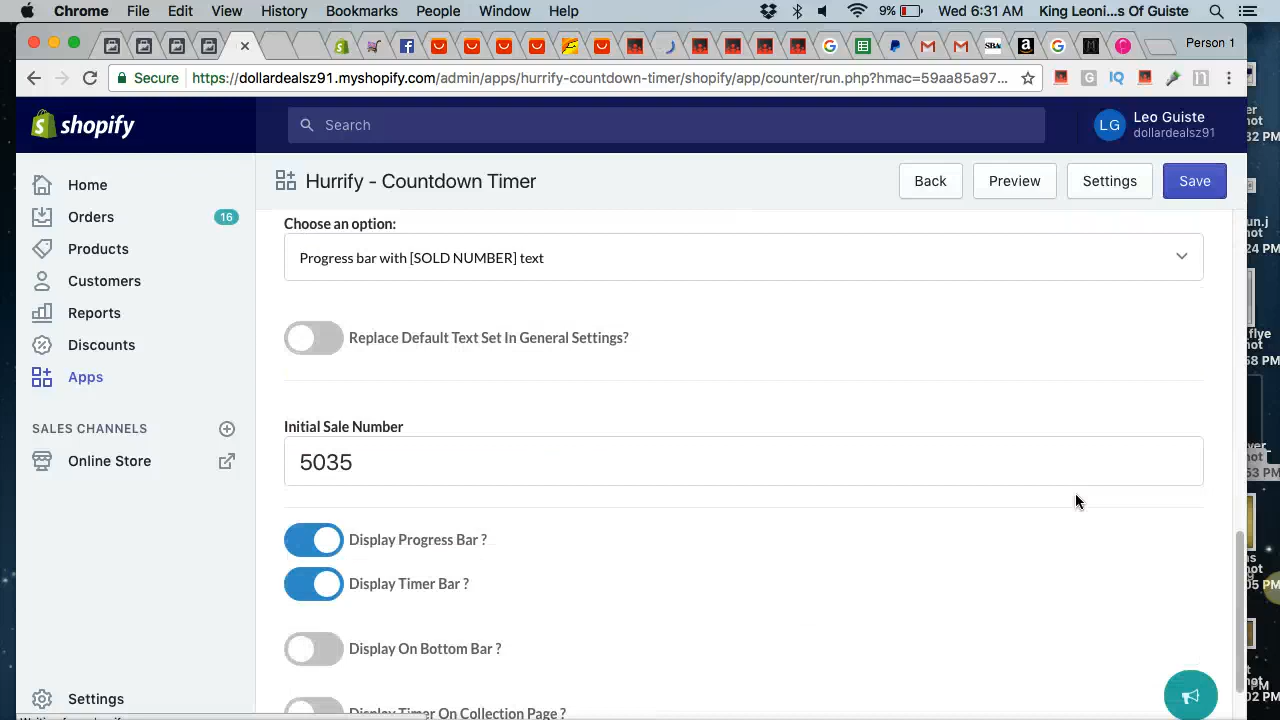 Chrome File Edit View History Bookmarks People Window Help 9% Wed 6:31 AM King Leoni...s Of Guiste
Person 1
Secure https://dollardealsz91.myshopify.com/admin/apps/hurrify-countdown-timer/shopify/app/counter/run.php?hmac=59aa85a97...
shopify Search LG Leo Guiste
dollardealsz91
Hurrify - Countdown Timer Back Preview Settings Save
Home
Orders 16
Products
Customers
Reports
Discounts
Apps
SALES CHANNELS
Online Store
Settings
Choose an option:
Progress bar with [SOLD NUMBER] text
Replace Default Text Set In General Settings?
Initial Sale Number
5035
Display Progress Bar ?
Display Timer Bar ?
Display On Bottom Bar ?
Display Timer On Collection Page ?